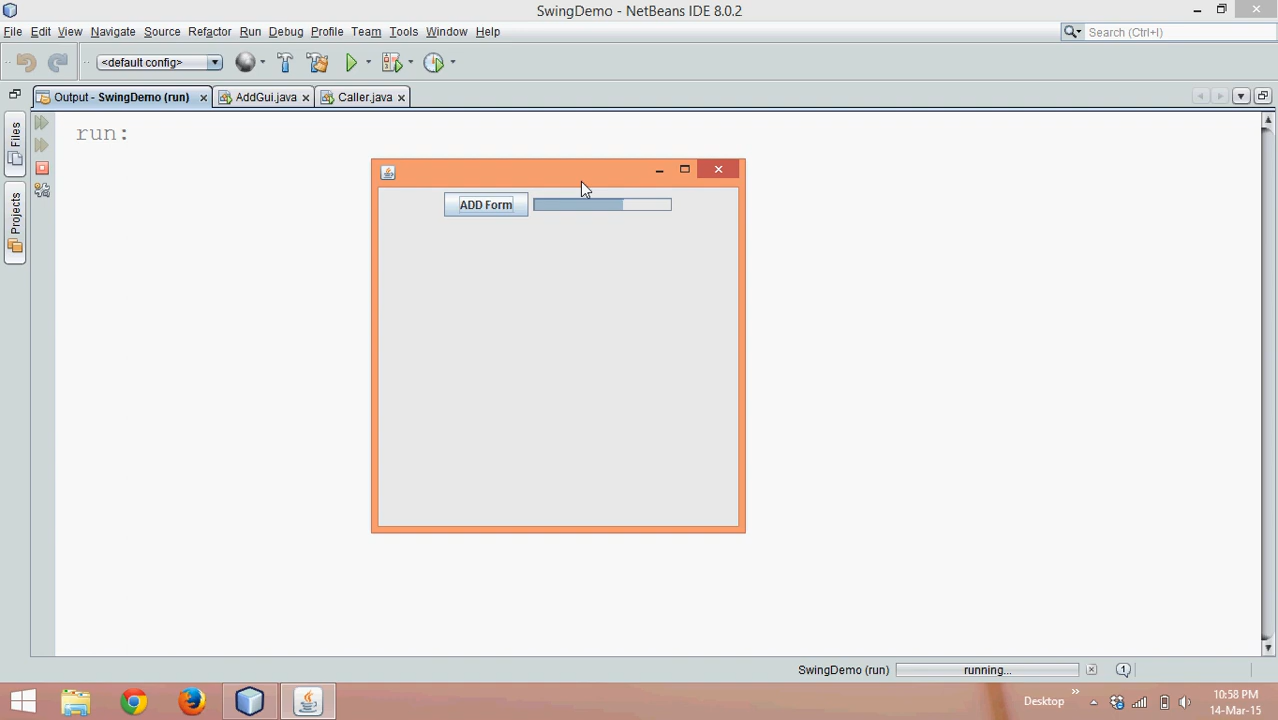 SwingDemo - NetBeans IDE 8.0.2
File Edit View Navigate Source Refactor Run Debug Profile Team Tools Window Help
Search (Ctrl+I)
<default config>
Output - SwingDemo (run) AddGui.java Caller.java
Files
Projects
run:
ADD Form
SwingDemo (run) running... 1
Desktop
10:58 PM
14-Mar-15